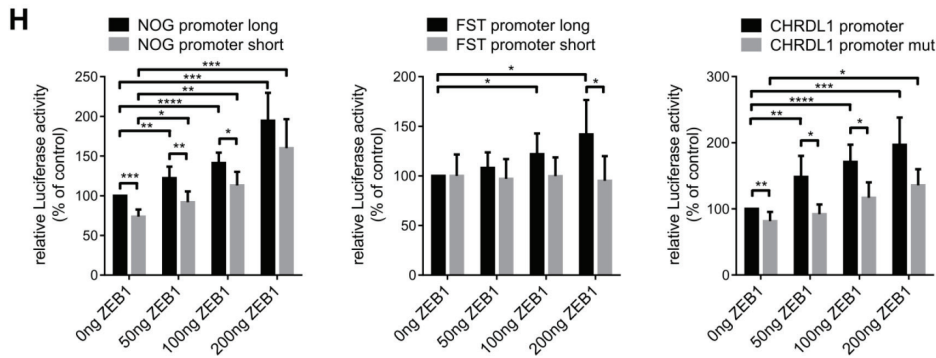 H
NOG promoter long
NOG promoter short
relative Luciferase activity
(% of control)
250
200
150
100
50
0
***
**
****
*
**
***
***
**
*
0ng ZEB1
50ng ZEB1
100ng ZEB1
200ng ZEB1
FST promoter long
FST promoter short
relative Luciferase activity
(% of control)
200
150
100
50
0
*
*
*
0ng ZEB1
50ng ZEB1
100ng ZEB1
200ng ZEB1
CHRDL1 promoter
CHRDL1 promoter mut
relative Luciferase activity
(% of control)
300
200
100
0
*
***
****
**
**
*
*
0ng ZEB1
50ng ZEB1
100ng ZEB1
200ng ZEB1